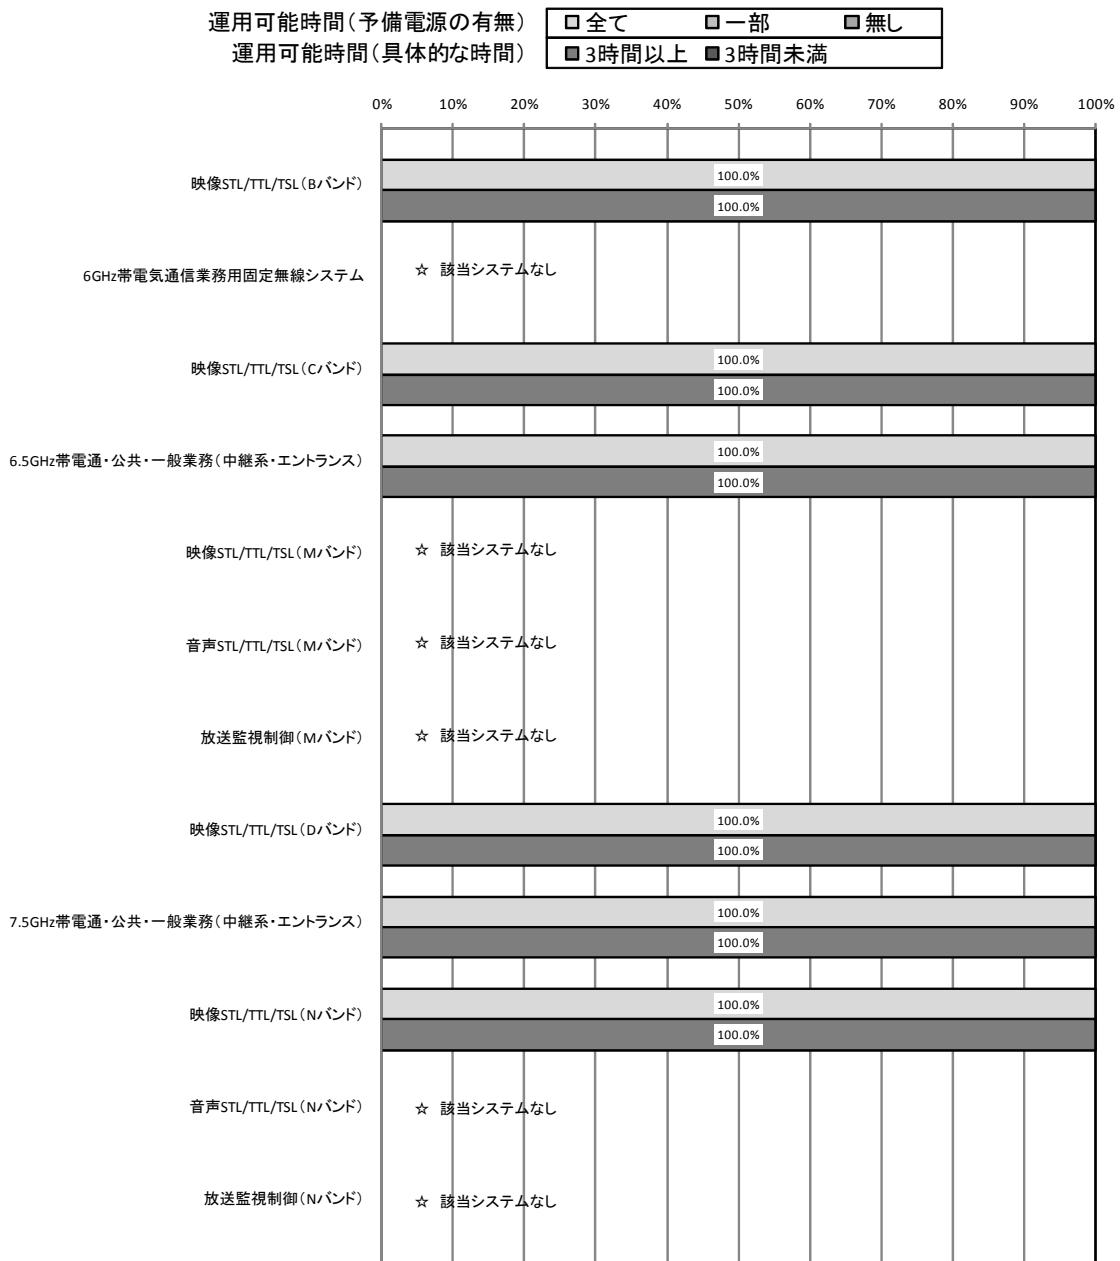 運用可能時間(予備電源の有無) 全て 一部 無し
運用可能時間(具体的な時間) 3時間以上 3時間未満
0% 10% 20% 30% 40% 50% 60% 70% 80% 90% 100%
映像STL/TTL/TSL(Bバンド) 100.0%
100.0%
6GHz帯電気通信業務用固定無線システム ☆ 該当システムなし
映像STL/TTL/TSL(Cバンド) 100.0%
100.0%
6.5GHz帯電通・公共・一般業務(中継系・エントランス) 100.0%
100.0%
映像STL/TTL/TSL(Mバンド) ☆ 該当システムなし
音声STL/TTL/TSL(Mバンド) ☆ 該当システムなし
放送監視制御(Mバンド) ☆ 該当システムなし
映像STL/TTL/TSL(Dバンド) 100.0%
100.0%
7.5GHz帯電通・公共・一般業務(中継系・エントランス) 100.0%
100.0%
映像STL/TTL/TSL(Nバンド) 100.0%
100.0%
音声STL/TTL/TSL(Nバンド) ☆ 該当システムなし
放送監視制御(Nバンド) ☆ 該当システムなし